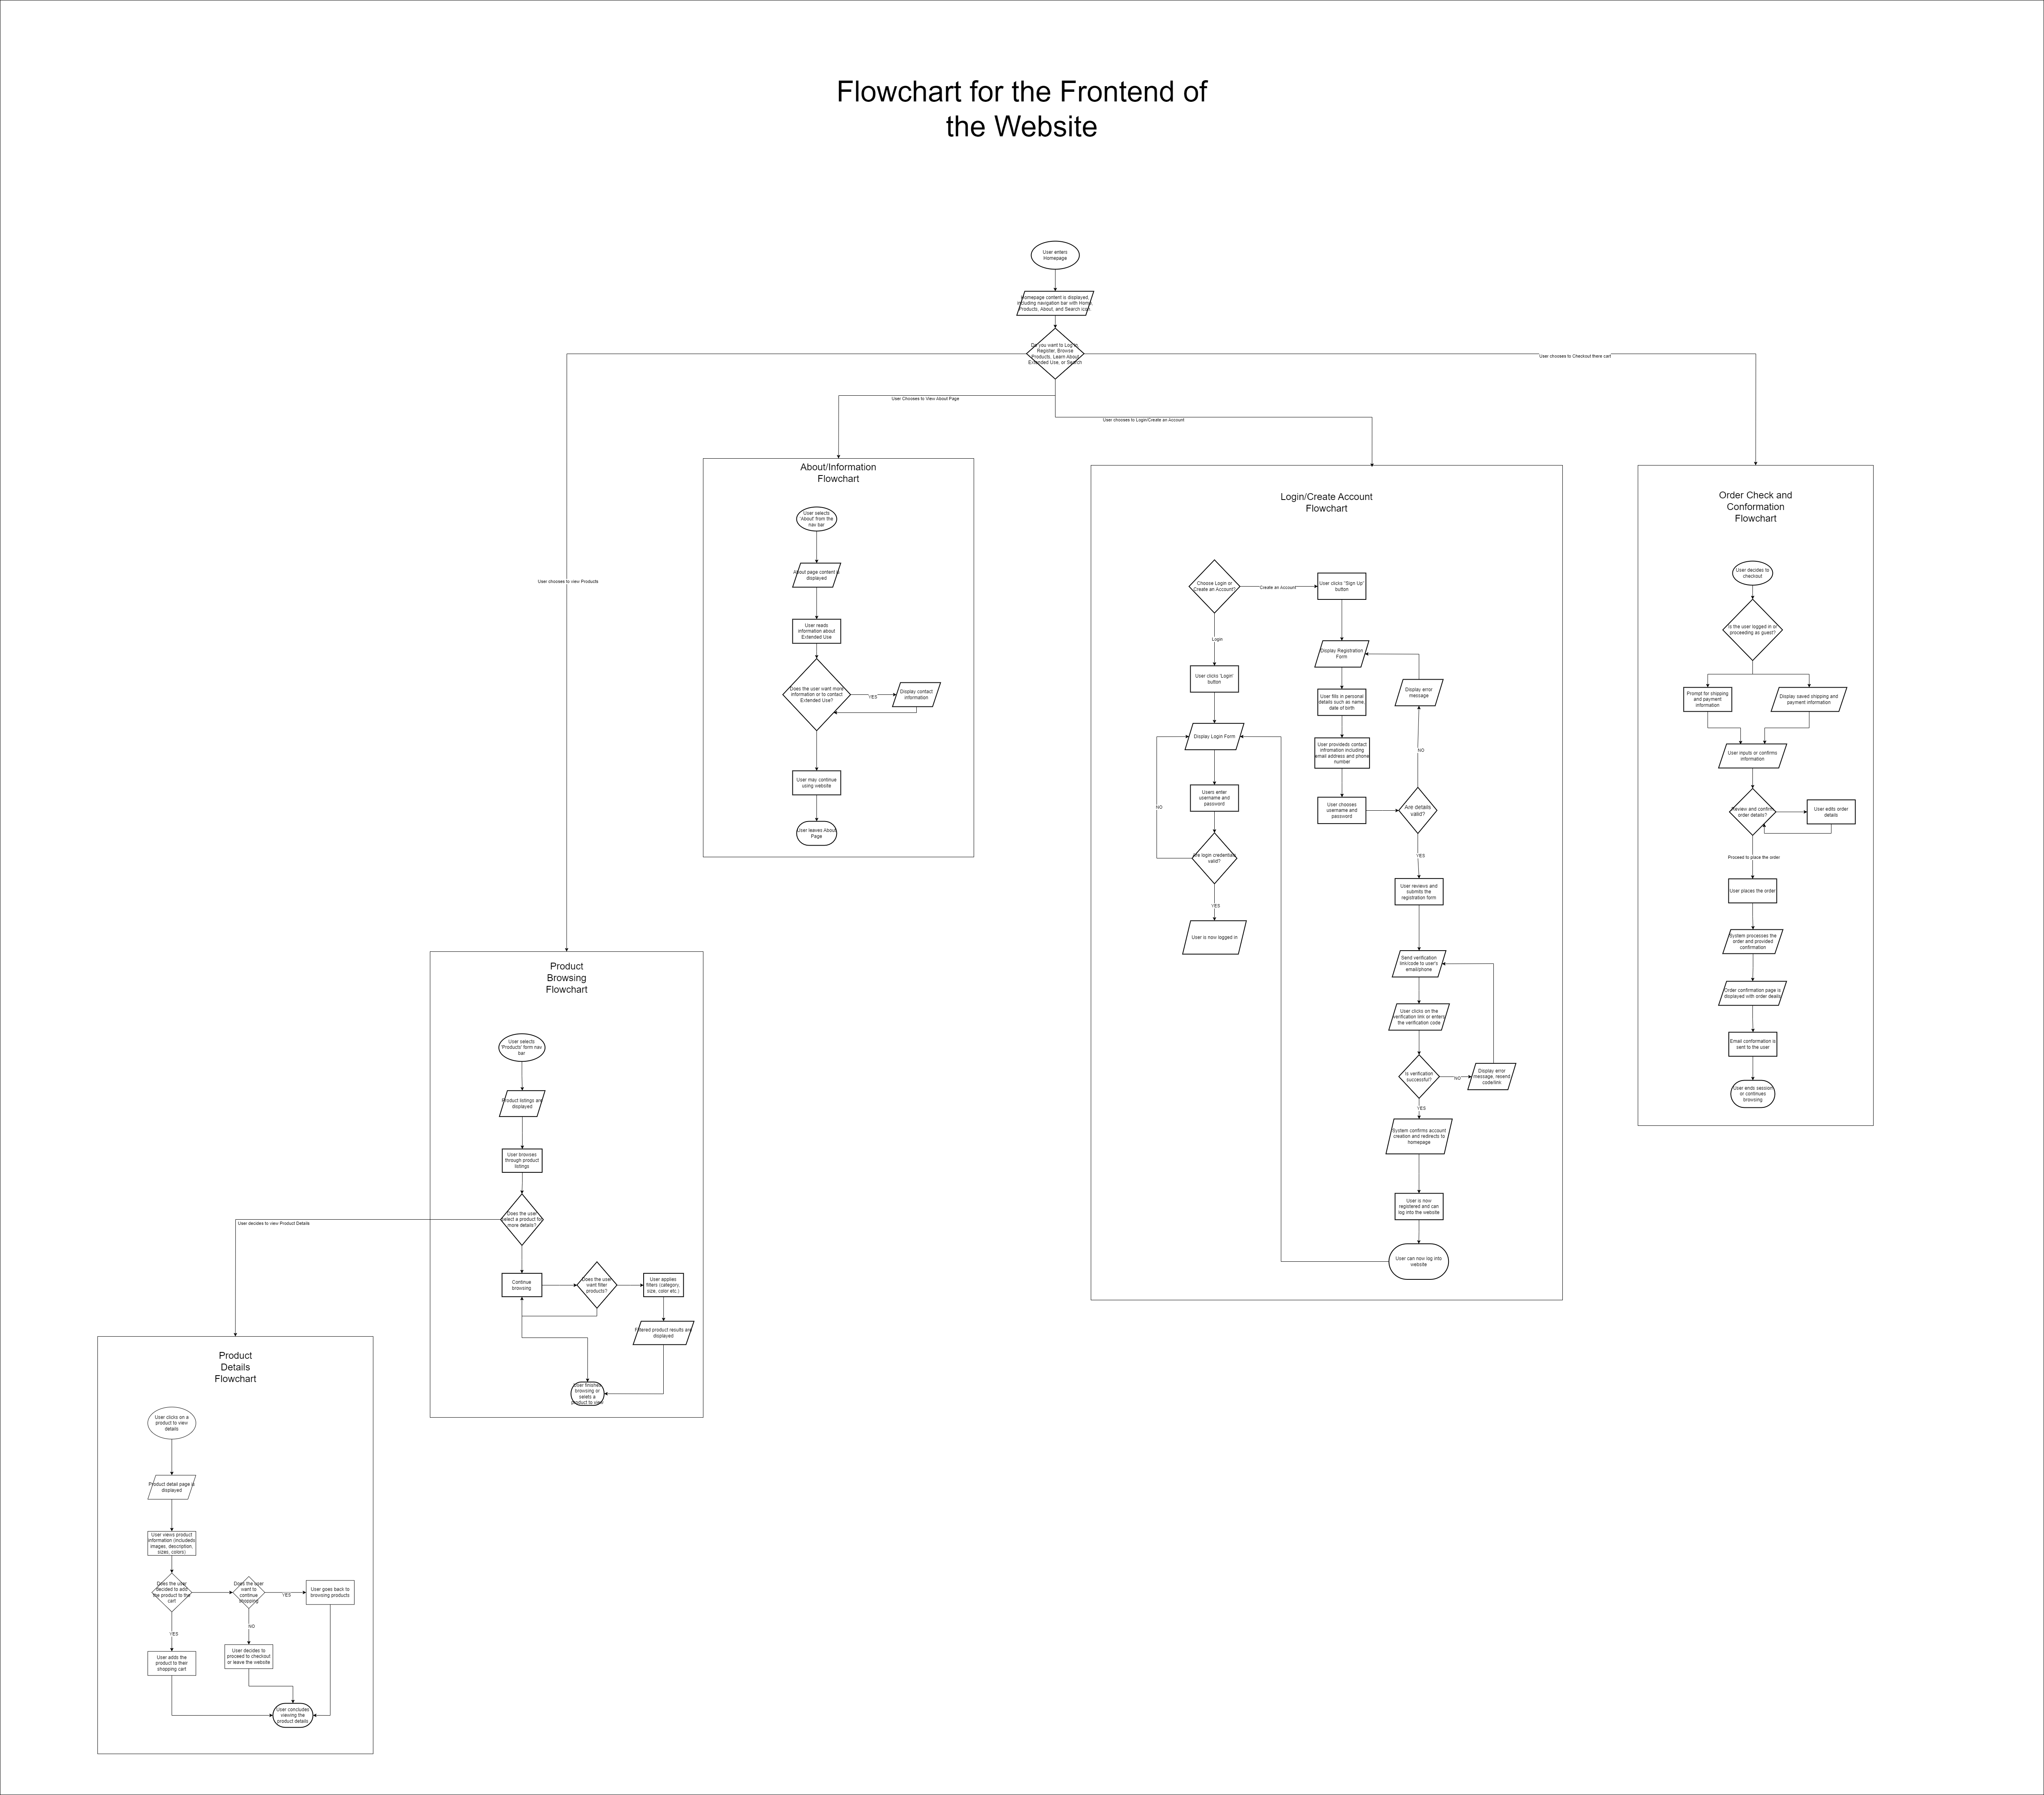 Flowchart for the Frontend of
the Website
User enters
Homepage
Homepage content is displayed,
including navigation bar with Home,
Products, About, and Search icon.
Do you want to Log In,
Register, Browse
Products, Learn About
Extended Use, or Search
User chooses to Checkout there cart
User Chooses to View About Page
User chooses to Login/Create an Account
User chooses to view Products
About/Information
Flowchart
User selects
'About' from the
nav bar
About page content is
displayed
User reads
information about
Extended Use
Does the user want more
information or to contact
Extended Use?
YES
Display contact
information
User may continue
using website
User leaves About
Page
Login/Create Account
Flowchart
Choose Login or
Create an Account?
Create an Account
User clicks "Sign Up"
button
Login
User clicks 'Login'
button
Display Login Form
Users enter
username and
password
NO
Are login credentials
valid?
YES
User is now logged in
Display Registration
Form
User fills in personal
details such as name,
date of birth
User provideds contact
infromation including
email address and phone
number
User chooses
username and
password
Display error
message
NO
Are details
valid?
YES
User reviews and
submits the
registration form
Send verification
link/code to user's
email/phone
User clicks on the
verification link or enters
the verification code
Is verification
successful?
NO
Display error
message, resend
code/link
YES
System confirms account
creation and redirects to
homepage
User is now
registered and can
log into the website
User can now log into
website
Order Check and
Conformation
Flowchart
User decides to
checkout
Is the user logged in or
proceeding as guest?
Prompt for shipping
and payment
information
Display saved shipping and
payment information
User inputs or confirms
information
Review and confirm
order details?
User edits order
details
Proceed to place the order
User places the order
System processes the
order and provided
confirmation
Order confirmation page is
displayed with order deails
Email conformation is
sent to the user
User ends session
or continues
browsing
Product
Browsing
Flowchart
User selects
'Products' form nav
bar
Product listings are
displayed
User browses
through product
listings
Does the user
select a product for
more details?
User decides to view Product Details
Continue
browsing
Does the user
want filter
products?
User applies
filters (category,
size, color etc.)
Filtered product results are
displayed
User finishes
browsing or
selets a
product to view
Product
Details
Flowchart
User clicks on a
product to view
details
Product detail page is
displayed
User views product
information (includeds
images, description,
sizes, colors)
Does the user
decided to add
the product to the
cart
Does the user
want to
continue
shopping
YES
User goes back to
browsing products
YES
NO
User adds the
product to their
shopping cart
User decides to
proceed to checkout
or leave the website
User concludes
viewing the
product details